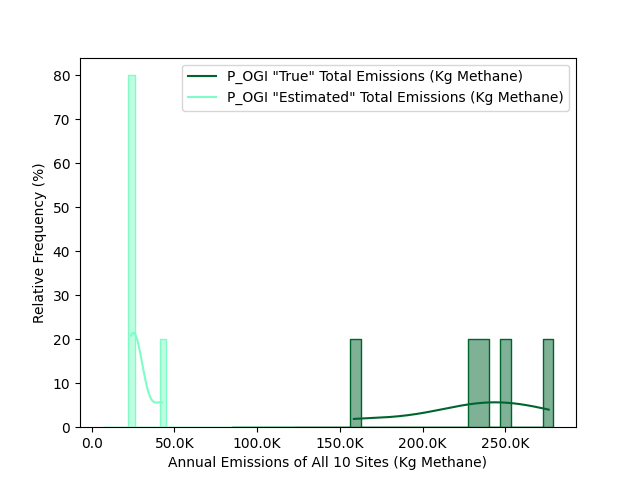 P_OGI "True" Total Emissions (Kg Methane)
P_OGI "Estimated" Total Emissions (Kg Methane)
Relative Frequency (%)
80
70
60
50
40
30
20
10
0
0.0 50.0K 100.0K 150.0K 200.0K 250.0K
Annual Emissions of All 10 Sites (Kg Methane)